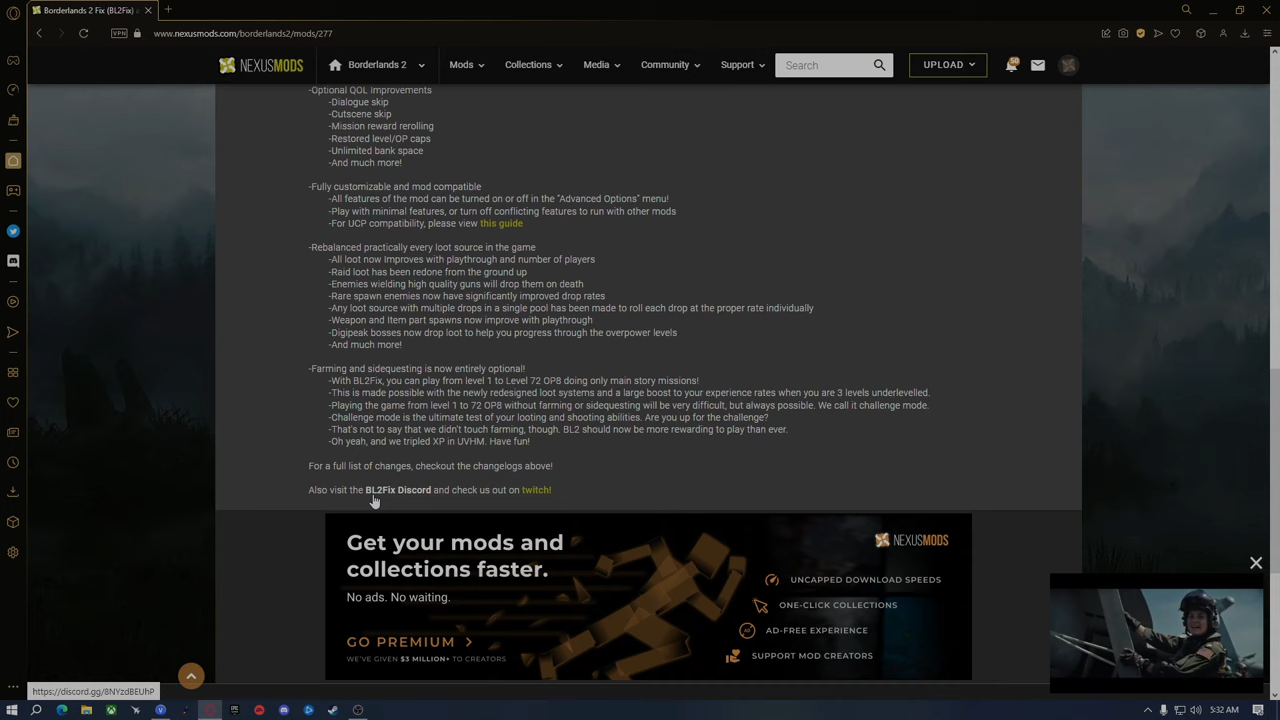 Borderlands 2 Fix (BL2Fix)
VPN
www.nexusmods.com/borderlands2/mods/277
NEXUSMODS
Borderlands 2
Mods
Collections
Media
Community
Support
Search
UPLOAD
50
-Optional QOL Improvements
-Dialogue skip
-Cutscene skip
-Mission reward rerolling
-Restored level/OP caps
-Unlimited bank space
-And much more!
-Fully customizable and mod compatible
-All features of the mod can be turned on or off in the "Advanced Options" menu!
-Play with minimal features, or turn off conflicting features to run with other mods
-For UCP compatibility, please view this guide
-Rebalanced practically every loot source in the game
-All loot now Improves with playthrough and number of players
-Raid loot has been redone from the ground up
-Enemies wielding high quality guns will drop them on death
-Rare spawn enemies now have significantly improved drop rates
-Any loot source with multiple drops in a single pool has been made to roll each drop at the proper rate individually
-Weapon and Item part spawns now improve with playthrough
-Digipeak bosses now drop loot to help you progress through the overpower levels
-And much more!
-Farming and sidequesting is now entirely optional!
-With BL2Fix, you can play from level 1 to Level 72 OP8 doing only main story missions!
-This is made possible with the newly redesigned loot systems and a large boost to your experience rates when you are 3 levels underlevelled.
-Playing the game from level 1 to 72 OP8 without farming or sidequesting will be very difficult, but always possible. We call it challenge mode.
-Challenge mode is the ultimate test of your looting and shooting abilities. Are you up for the challenge?
-That's not to say that we didn't touch farming, though. BL2 should now be more rewarding to play than ever.
-Oh yeah, and we tripled XP in UVHM. Have fun!
For a full list of changes, checkout the changelogs above!
Also visit the BL2Fix Discord and check us out on twitch!
Get your mods and
collections faster.
No ads. No waiting.
GO PREMIUM
WE'VE GIVEN $3 MILLION+ TO CREATORS
NEXUSMODS
UNCAPPED DOWNLOAD SPEEDS
ONE-CLICK COLLECTIONS
AD-FREE EXPERIENCE
SUPPORT MOD CREATORS
https://discord.gg/8NYzdBEUhP
5:32 AM